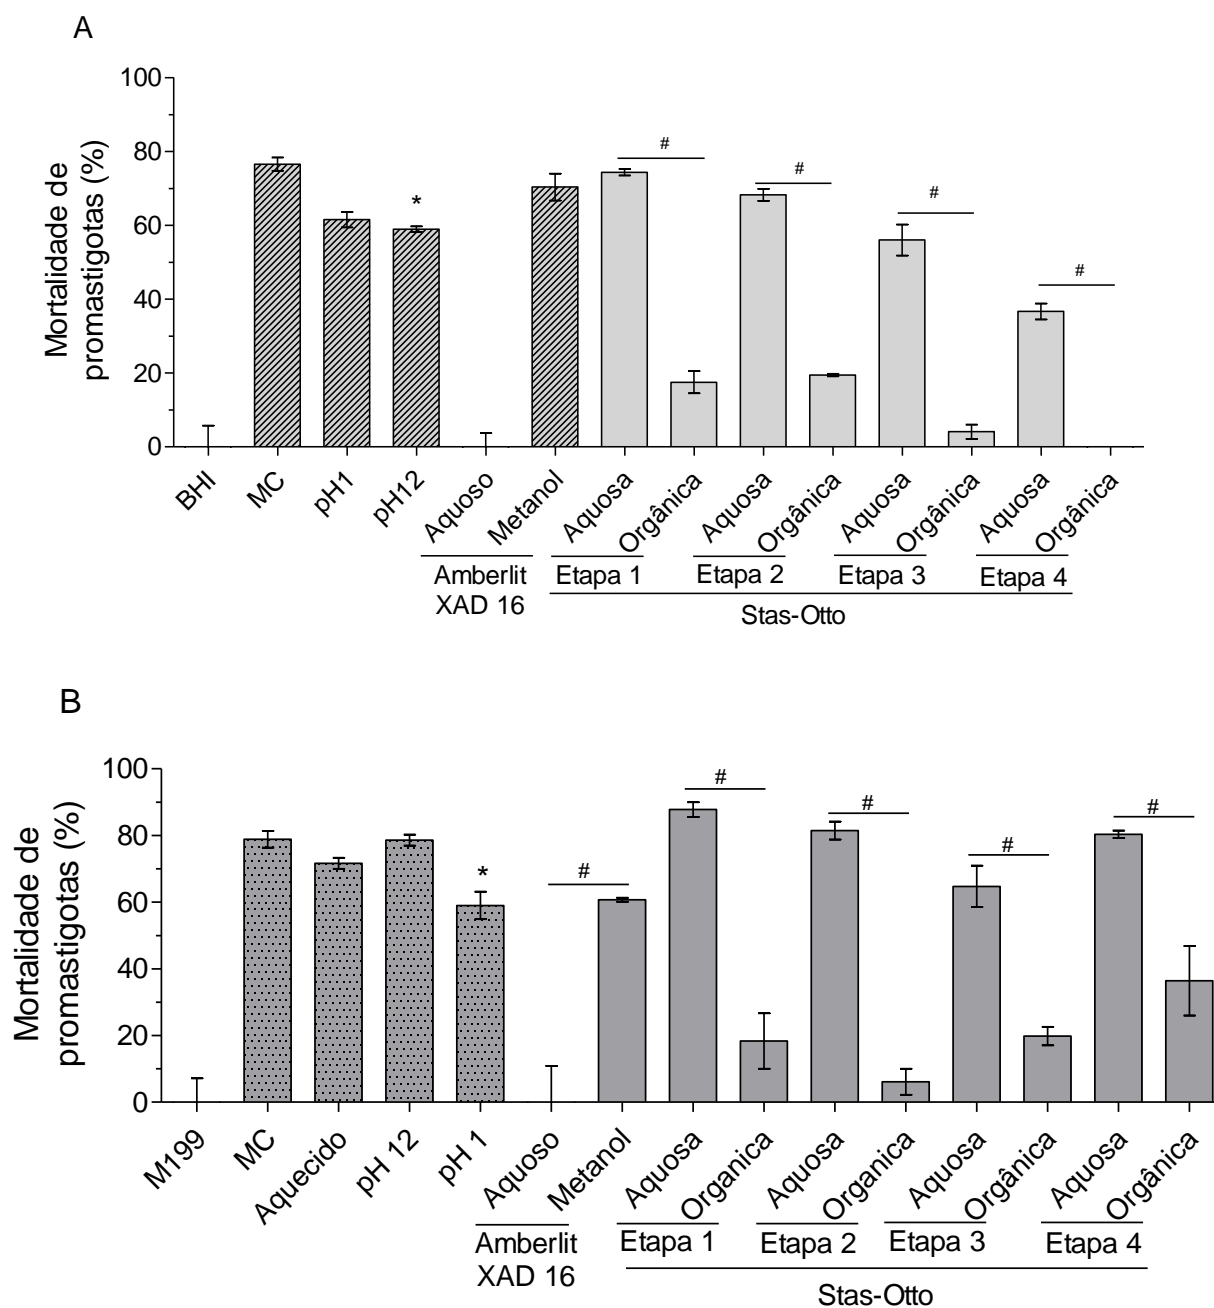 A
Mortalidade de
promastigotas (%)
100
80
60
40
20
0
#
#
#
#
*
BHI
MC
pH1
pH12
Aquoso
Metanol
Aquosa
Orgânica
Aquosa
Orgânica
Aquosa
Orgânica
Aquosa
Orgânica
Amberlit
XAD 16
Etapa 1
Etapa 2
Etapa 3
Etapa 4
Stas-Otto
B
Mortalidade de
promastigotas (%)
100
80
60
40
20
0
#
#
#
#
#
*
M199
MC
Aquecido
pH 12
pH 1
Aquoso
Metanol
Aquosa
Organica
Aquosa
Organica
Aquosa
Orgânica
Aquosa
Orgânica
Amberlit
XAD 16
Etapa 1
Etapa 2
Etapa 3
Etapa 4
Stas-Otto